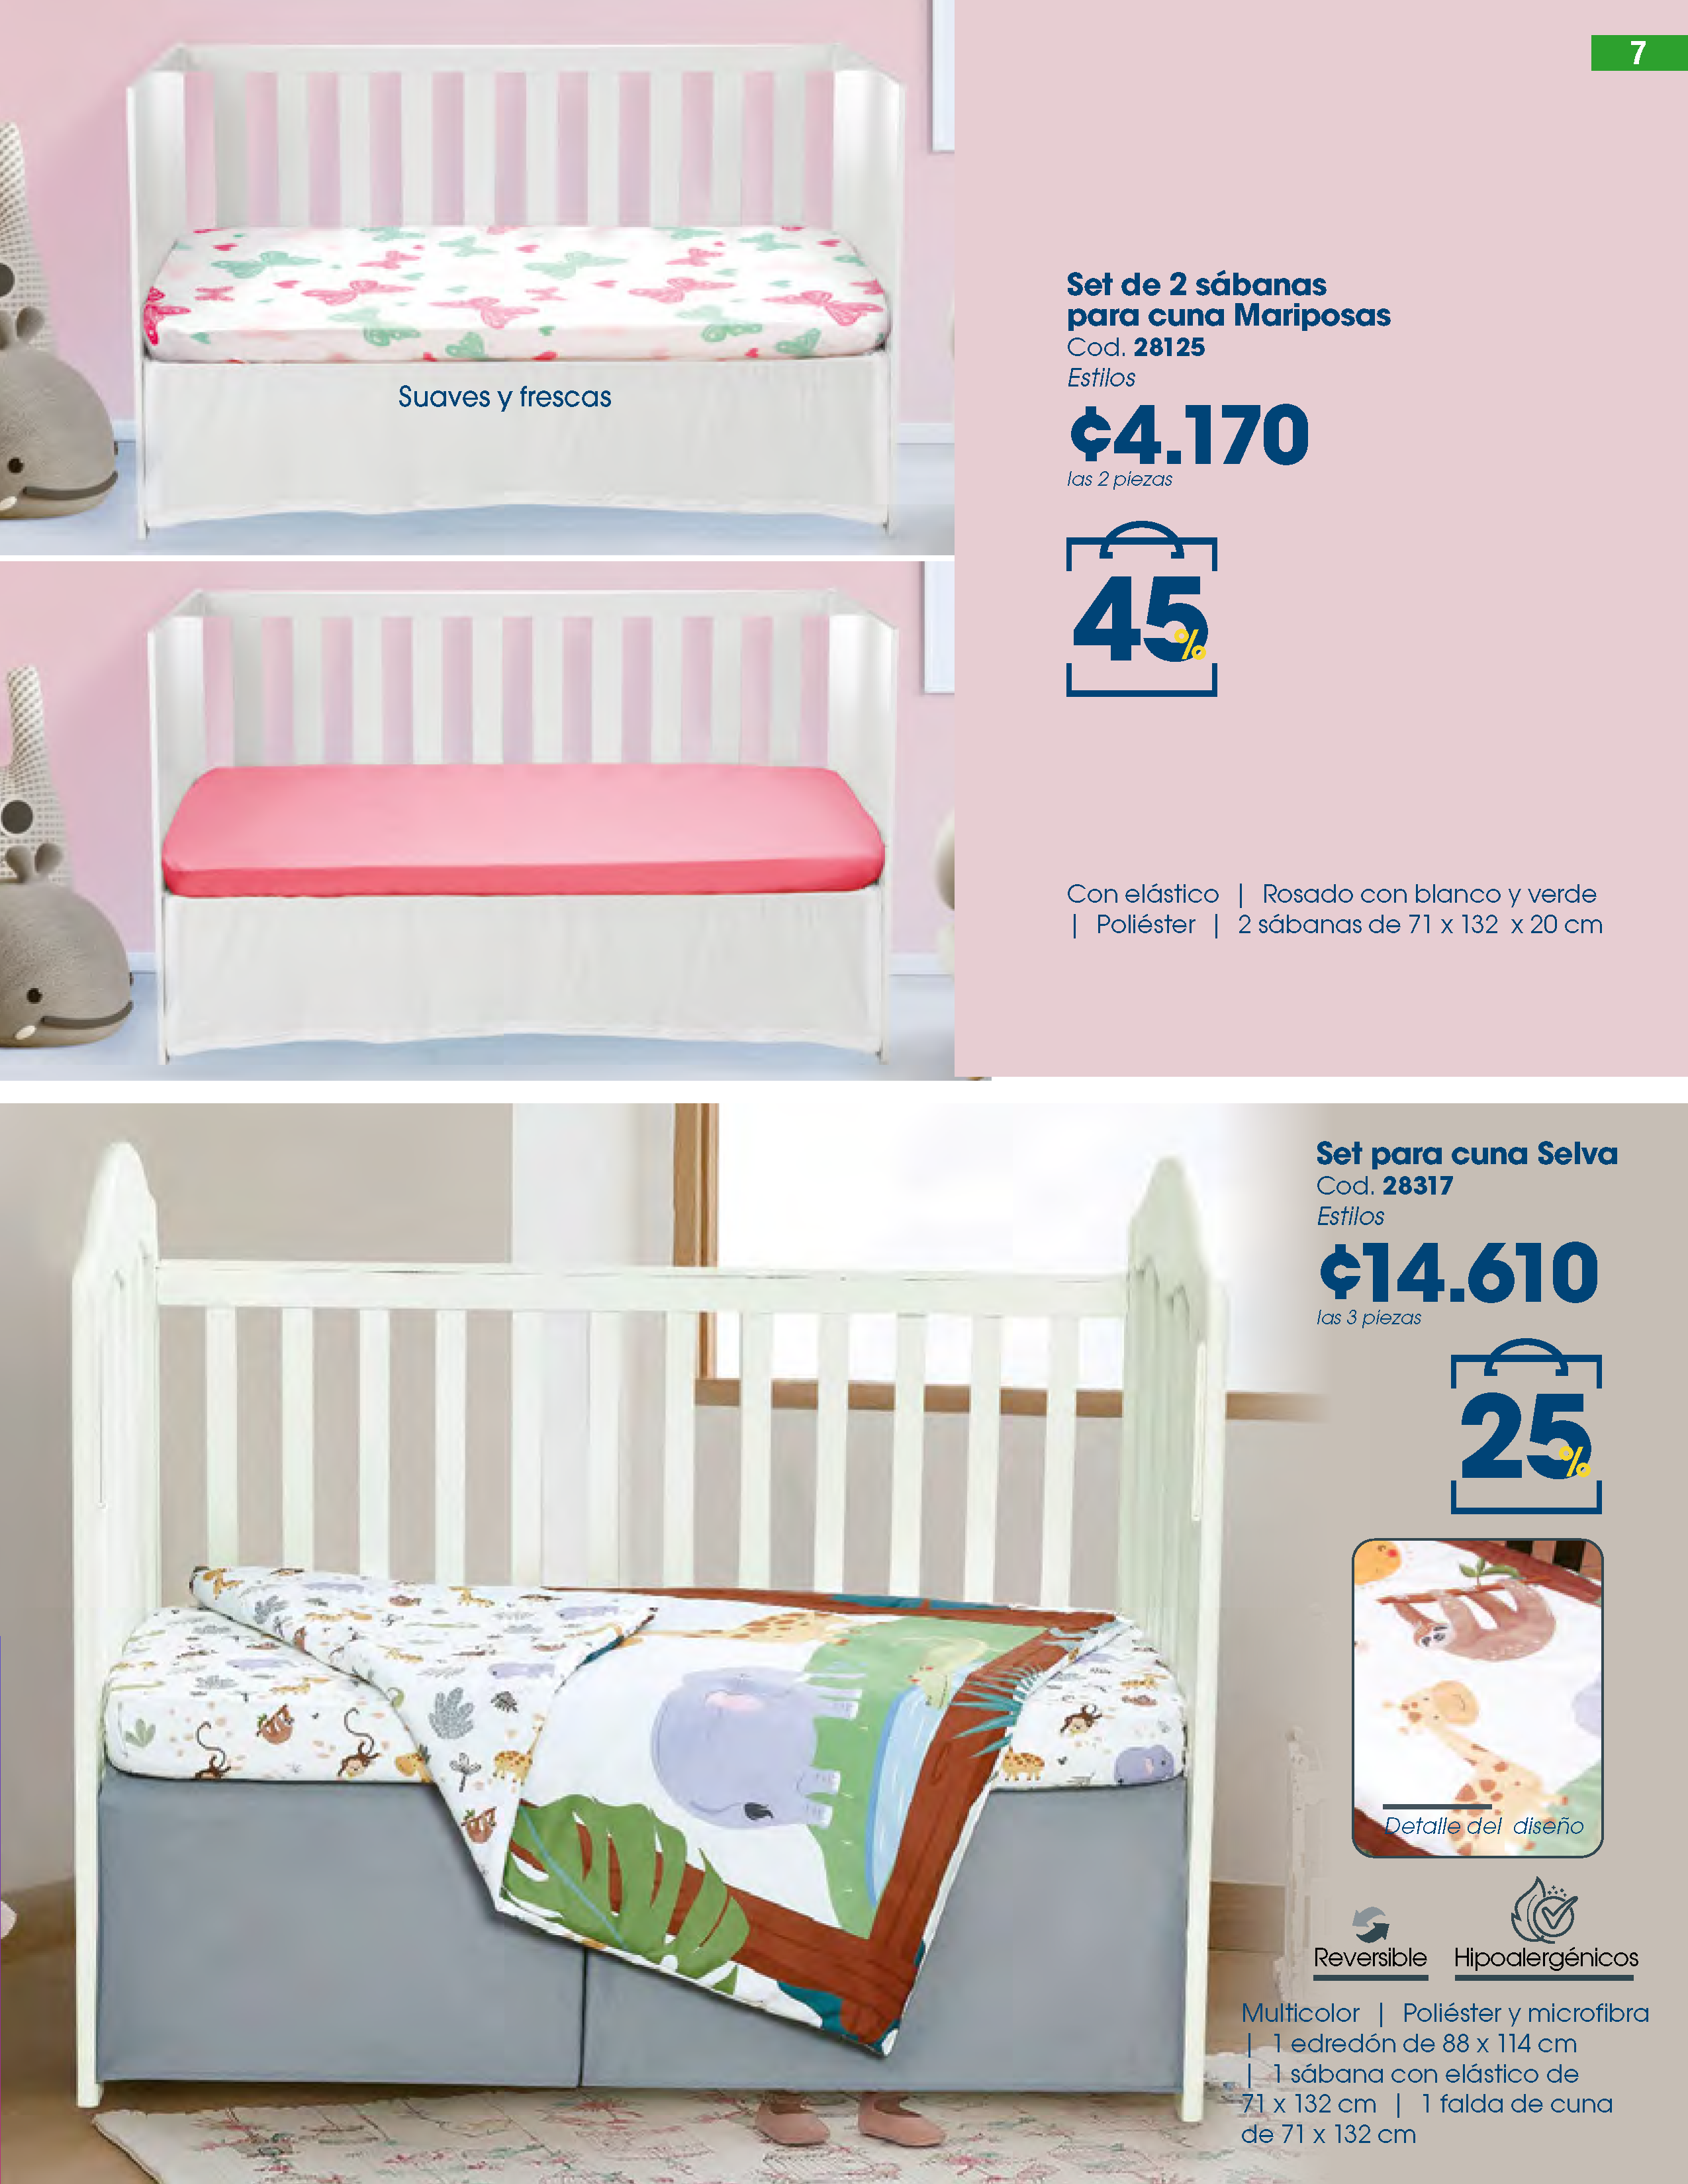 7
Set de 2 sábanas
para cuna Mariposas
Cod. 28125
Estilos
¢4.170
las 2 piezas
45%
Suaves y frescas
Con elástico | Rosado con blanco y verde
| Poliéster | 2 sábanas de 71 x 132 x 20 cm
Set para cuna Selva
Cod. 28317
Estilos
¢14.610
las 3 piezas
25%
Detalle del diseño
Reversible Hipoalergénicos
Multicolor | Poliéster y microfibra
| 1 edredón de 88 x 114 cm
| 1 sábana con elástico de
71 x 132 cm | 1 falda de cuna
de 71 x 132 cm